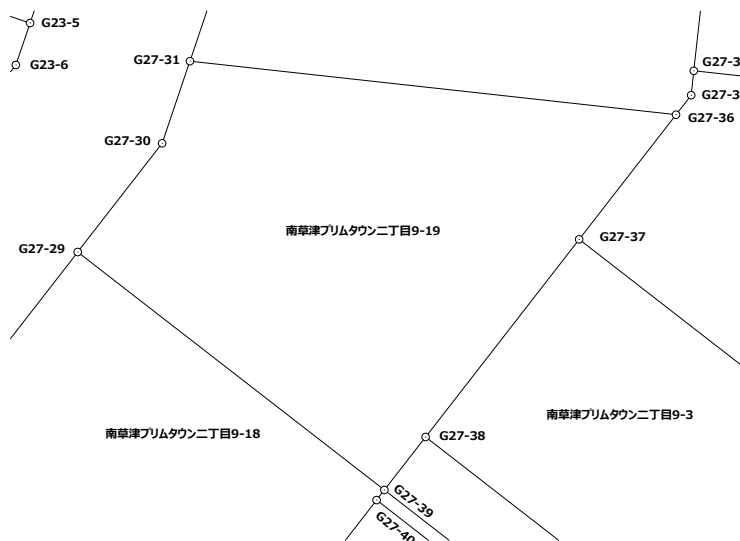 G23-5
G23-6
G27-31
G27-3
G27-3
G27-36
G27-30
G27-29
南草津プリムタウン二丁目9-19
G27-37
南草津プリムタウン二丁目9-18
G27-38
南草津プリムタウン二丁目9-3
G27-39
G27-40